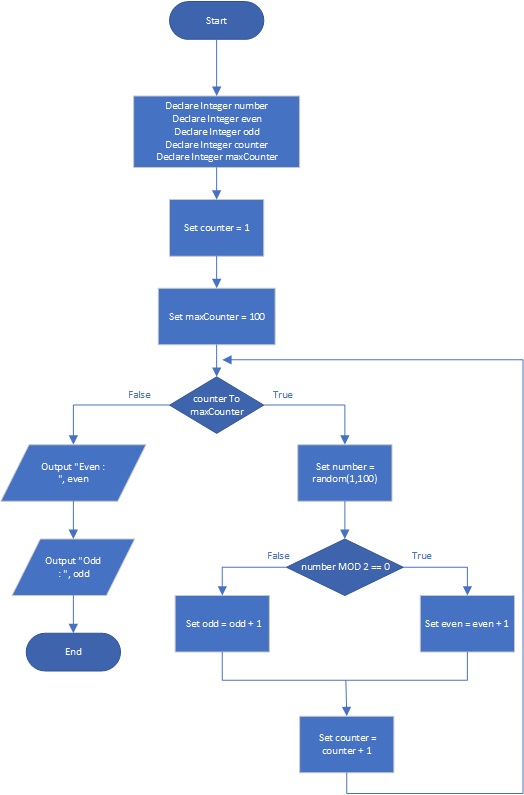 Start
Declare Integer number
Declare Integer even
Declare Integer odd
Declare Integer counter
Declare Integer maxCounter
Set counter = 1
Set maxCounter = 100
False
counter To
maxCounter
True
Output "Even :
", even
Set number =
random(1,100)
Output "Odd
: ", odd
False
number MOD 2 == 0
True
Set odd = odd + 1
Set even = even + 1
End
Set counter =
counter + 1